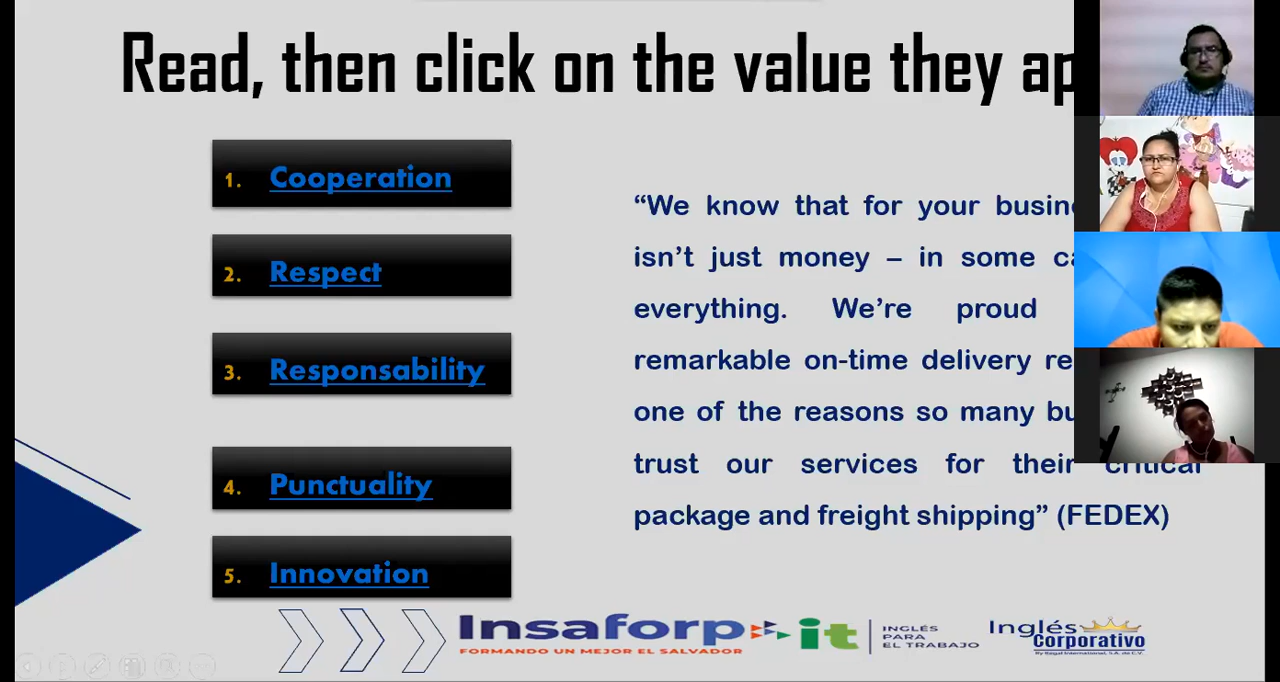 Read, then click on the value they ap
1. Cooperation
2. Respect
3. Responsability
4. Punctuality
5. Innovation
“We know that for your busin
isn’t just money – in some ca
everything. We’re proud
remarkable on-time delivery re
one of the reasons so many bu
trust our services for their critical
package and freight shipping” (FEDEX)
Insaforp
FORMANDO UN MEJOR EL SALVADOR
it
INGLÉS
PARA
EL TRABAJO
Inglés
Corporativo